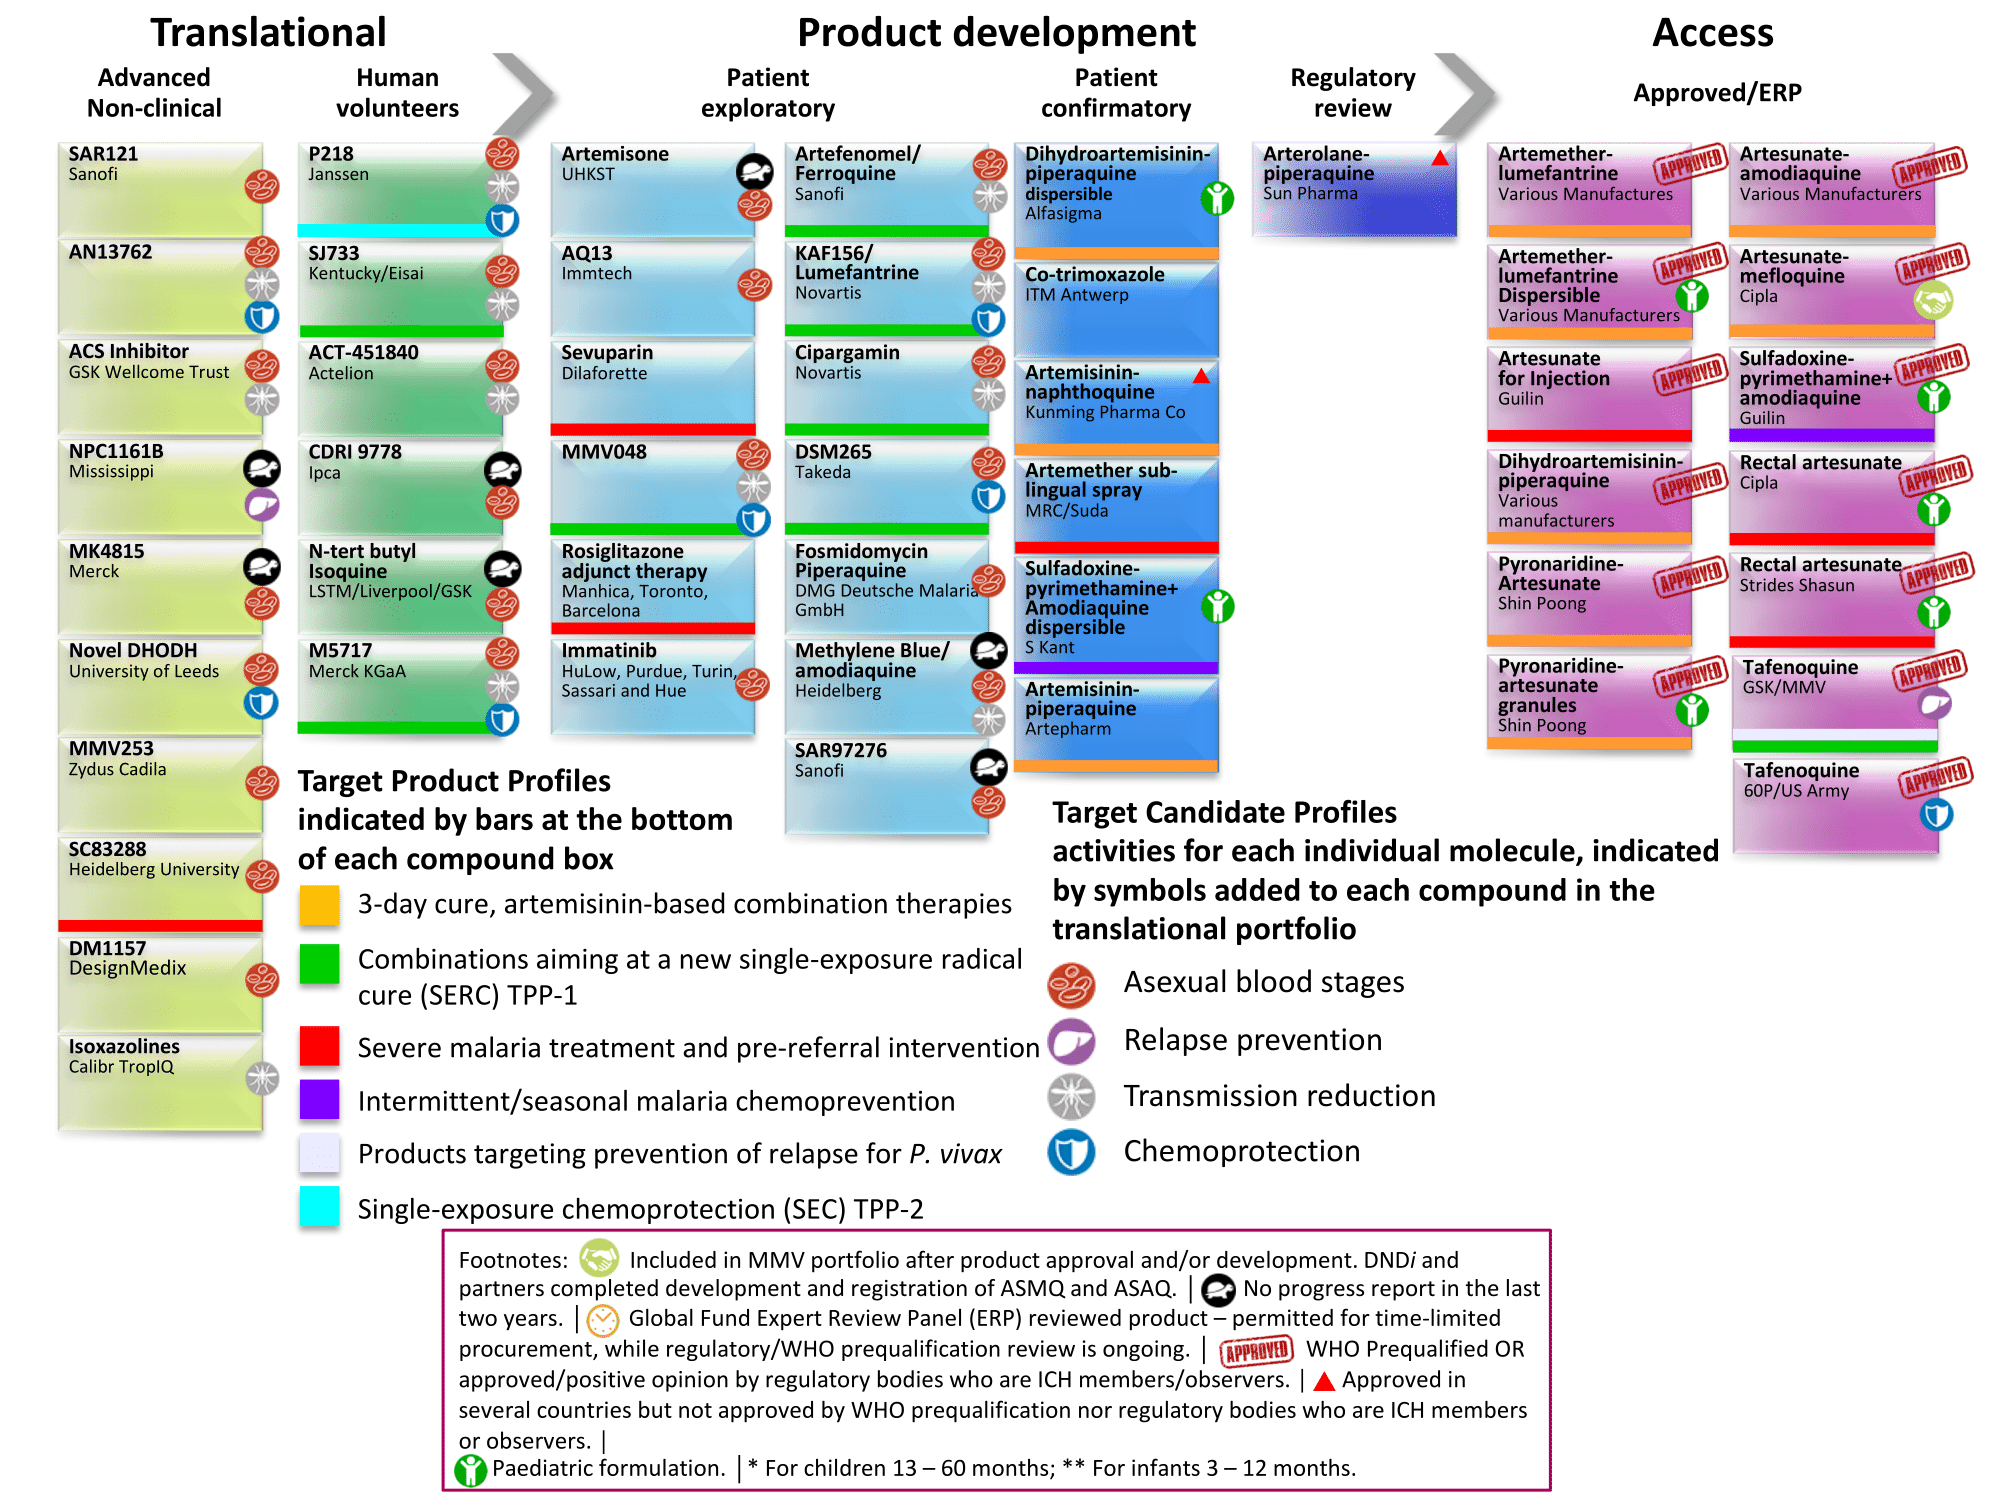 Translational
Product development
Access
Advanced
Non-clinical
Human
volunteers
Patient
exploratory
Patient
confirmatory
Regulatory
review
Approved/ERP
SAR121
Sanofi
AN13762
ACS Inhibitor
GSK Wellcome Trust
NPC1161B
Mississippi
MK4815
Merck
Novel DHODH
University of Leeds
MMV253
Zydus Cadila
SC83288
Heidelberg University
DM1157
DesignMedix
Isoxazolines
Calibr TropIQ
P218
Janssen
SJ733
Kentucky/Eisai
ACT-451840
Actelion
CDRI 9778
Ipca
N-tert butyl
Isoquine
LSTM/Liverpool/GSK
M5717
Merck KGaA
Artemisone
UHKST
AQ13
Immtech
Sevuparin
Dilaforette
MMV048
Rosiglitazone
adjunct therapy
Manhica, Toronto,
Barcelona
Immatinib
HuLow, Purdue, Turin,
Sassari and Hue
Artefenomel/
Ferroquine
Sanofi
KAF156/
Lumefantrine
Novartis
Cipargamin
Novartis
DSM265
Takeda
Fosmidomycin
Piperaquine
DMG Deutsche Malaria
GmbH
Methylene Blue/
amodiaquine
Heidelberg
SAR97276
Sanofi
Dihydroartemisinin-
piperaquine
dispersible
Alfasigma
Co-trimoxazole
ITM Antwerp
Artemisinin-
naphthoquine
Kunming Pharma Co
Artemether sub-
lingual spray
MRC/Suda
Sulfadoxine-
pyrimethamine+
Amodiaquine
dispersible
S Kant
Artemisinin-
piperaquine
Artepharm
Arterolane-
piperaquine
Sun Pharma
Artemether-
lumefantrine
Various Manufactures
APPROVED
Artemether-
lumefantrine
Dispersible
Various Manufacturers
APPROVED
Artesunate
for Injection
Guilin
APPROVED
Dihydroartemisinin-
piperaquine
Various
manufacturers
APPROVED
Pyronaridine-
Artesunate
Shin Poong
APPROVED
Pyronaridine-
artesunate
granules
Shin Poong
APPROVED
Artesunate-
amodiaquine
Various Manufacturers
APPROVED
Artesunate-
mefloquine
Cipla
APPROVED
Sulfadoxine-
pyrimethamine+
amodiaquine
Guilin
APPROVED
Rectal artesunate
Cipla
APPROVED
Rectal artesunate
Strides Shasun
APPROVED
Tafenoquine
GSK/MMV
APPROVED
Tafenoquine
60P/US Army
APPROVED
Target Product Profiles
indicated by bars at the bottom
of each compound box
3-day cure, artemisinin-based combination therapies
Combinations aiming at a new single-exposure radical
cure (SERC) TPP-1
Severe malaria treatment and pre-referral intervention
Intermittent/seasonal malaria chemoprevention
Products targeting prevention of relapse for P. vivax
Single-exposure chemoprotection (SEC) TPP-2
Target Candidate Profiles
activities for each individual molecule, indicated
by symbols added to each compound in the
translational portfolio
Asexual blood stages
Relapse prevention
Transmission reduction
Chemoprotection
Footnotes: Included in MMV portfolio after product approval and/or development. DNDi and
partners completed development and registration of ASMQ and ASAQ. | No progress report in the last
two years. | Global Fund Expert Review Panel (ERP) reviewed product – permitted for time-limited
procurement, while regulatory/WHO prequalification review is ongoing. | APPROVED WHO Prequalified OR
approved/positive opinion by regulatory bodies who are ICH members/observers. | Approved in
several countries but not approved by WHO prequalification nor regulatory bodies who are ICH members
or observers. |
Paediatric formulation. | * For children 13 – 60 months; ** For infants 3 – 12 months.